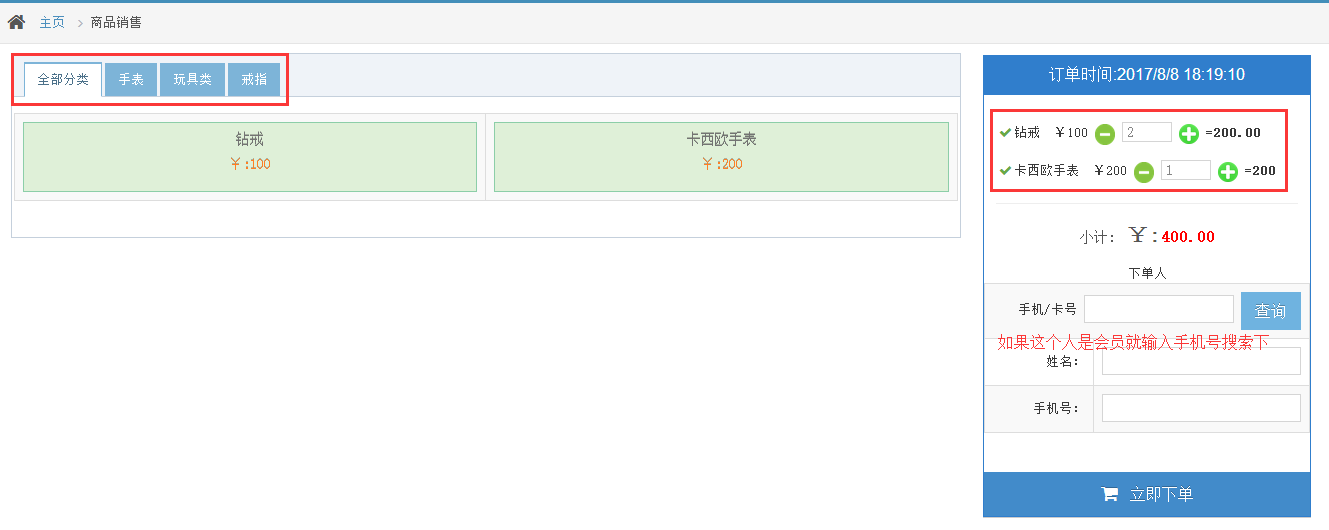 主页 > 商品销售
全部分类 手表 玩具类 戒指
钻戒
￥:100
卡西欧手表
￥:200
订单时间:2017/8/8 18:19:10
钻戒 ￥100 2 =200.00
卡西欧手表 ￥200 1 =200
小计： ￥:400.00
下单人
手机/卡号 查询
如果这个人是会员就输入手机号搜索下
姓名：
手机号：
立即下单